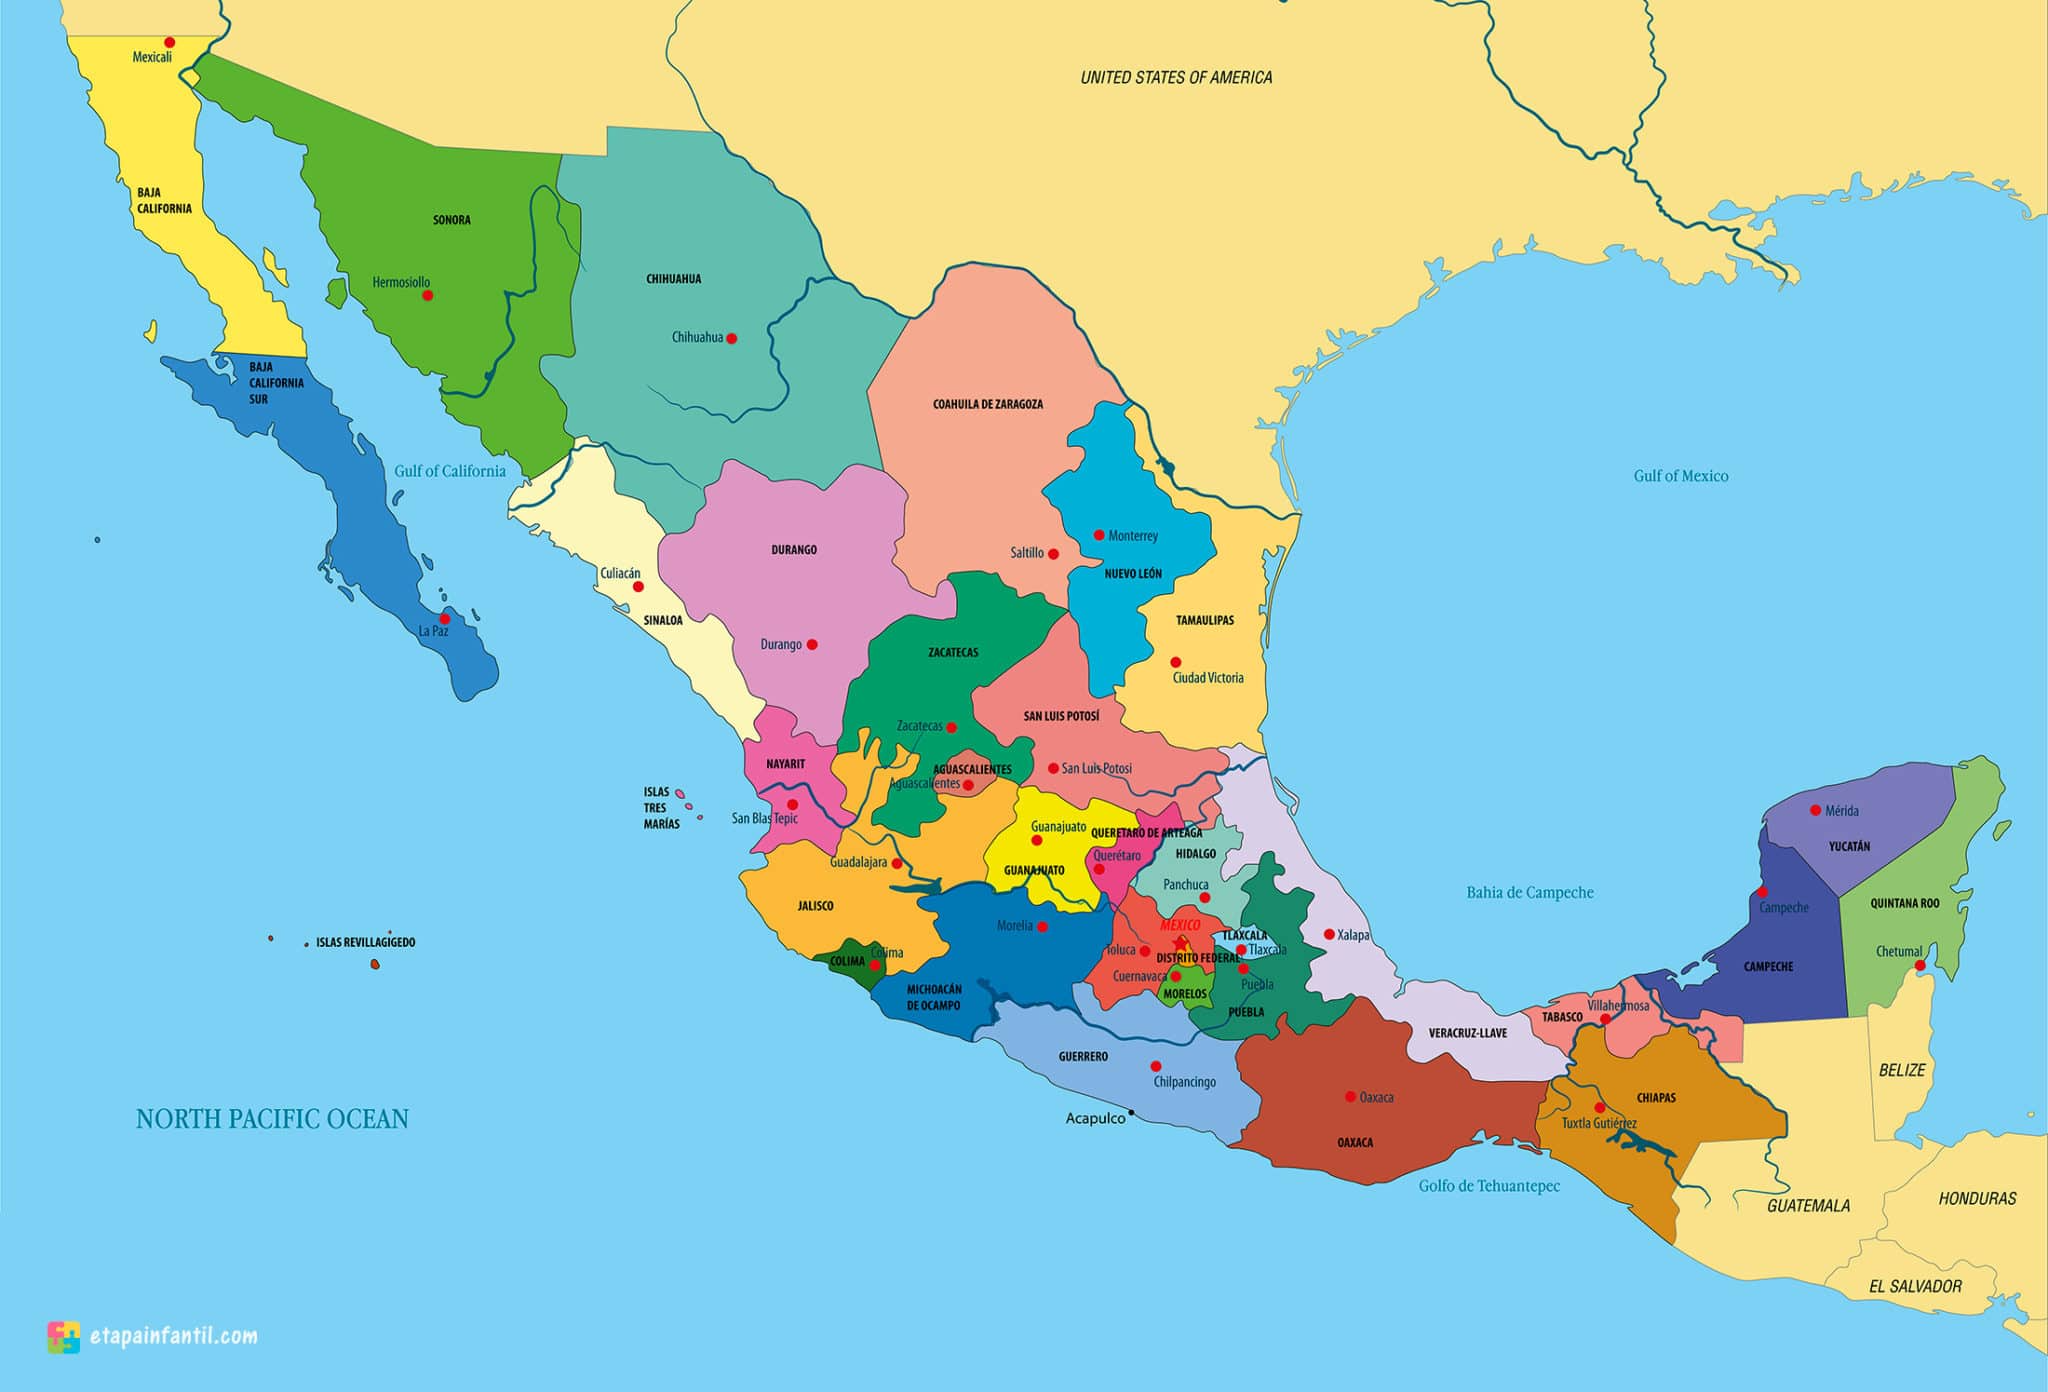 UNITED STATES OF AMERICA
Mexicali
BAJA
CALIFORNIA
SONORA
Hermosiollo
CHIHUAHUA
Chihuahua
BAJA
CALIFORNIA
SUR
COAHUILA DE ZARAGOZA
Gulf of California
Gulf of Mexico
Monterrey
Saltillo
DURANGO
NUEVO LEÓN
Culiacán
SINALOA
La Paz
TAMAULIPAS
Durango
ZACATECAS
Ciudad Victoria
SAN LUIS POTOSÍ
Zacatecas
NAYARIT
AGUASCALIENTES
San Luis Potosi
Aguascalientes
ISLAS
TRES
MARÍAS
San Blas Tepic
Mérida
Guanajuato
QUERETARO DE ARTEAGA
YUCATÁN
HIDALGO
Querétaro
Guadalajara
GUANAJUATO
Panchuca
Bahia de Campeche
JALISCO
QUINTANA ROO
Campeche
Morelia
MEXICO
TLAXCALA
Xalapa
ISLAS REVILLAGIGEDO
Toluca
Tlaxcala
Chetumal
Colima
COLIMA
DISTRITO FEDERAL
CAMPECHE
Cuernavaca
Puebla
MICHOACÁN
DE OCAMPO
MORELOS
PUEBLA
Villahermosa
TABASCO
VERACRUZ-LLAVE
GUERRERO
Chilpancingo
BELIZE
Oaxaca
CHIAPAS
NORTH PACIFIC OCEAN
Acapulco
Tuxtla Gutiérrez
OAXACA
Golfo de Tehuantepec
GUATEMALA
HONDURAS
EL SALVADOR
etapainfantil.com